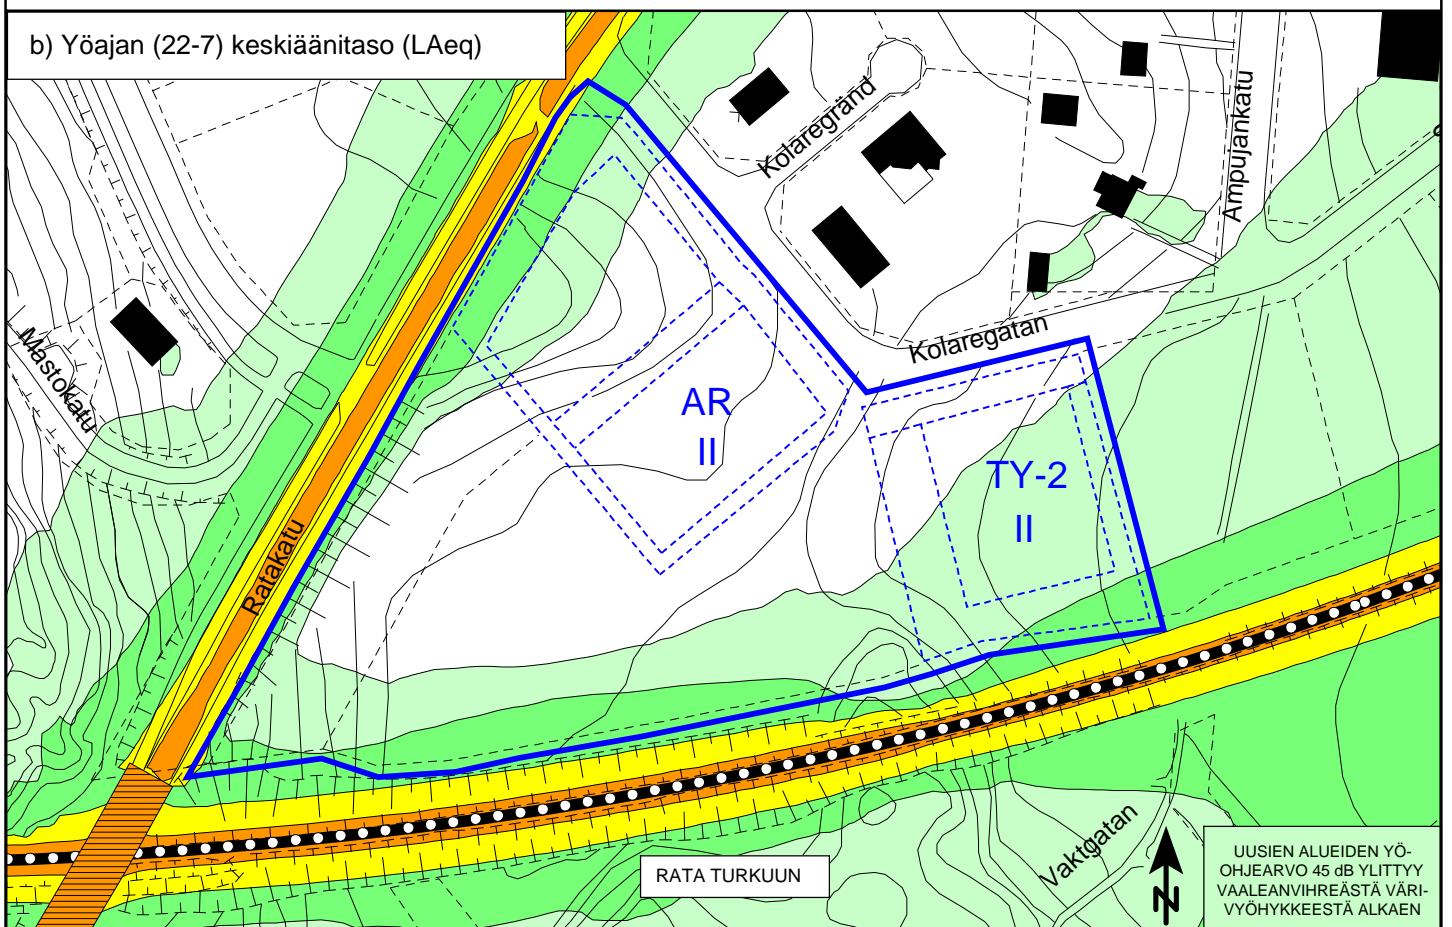 b) Yöajan (22-7) keskiäänitaso (LAeq)
Kolaregränd
Ampujankatu
Mastokatu
Kolaregatan
AR
II
TY-2
II
Ratakatu
Vaktgatan
RATA TURKUUN
N
UUSIEN ALUEIDEN YÖ-
OHJEARVO 45 dB YLITTYY
VAALEANVIHREÄSTÄ VÄRI-
VYÖHYKKEESTÄ ALKAEN